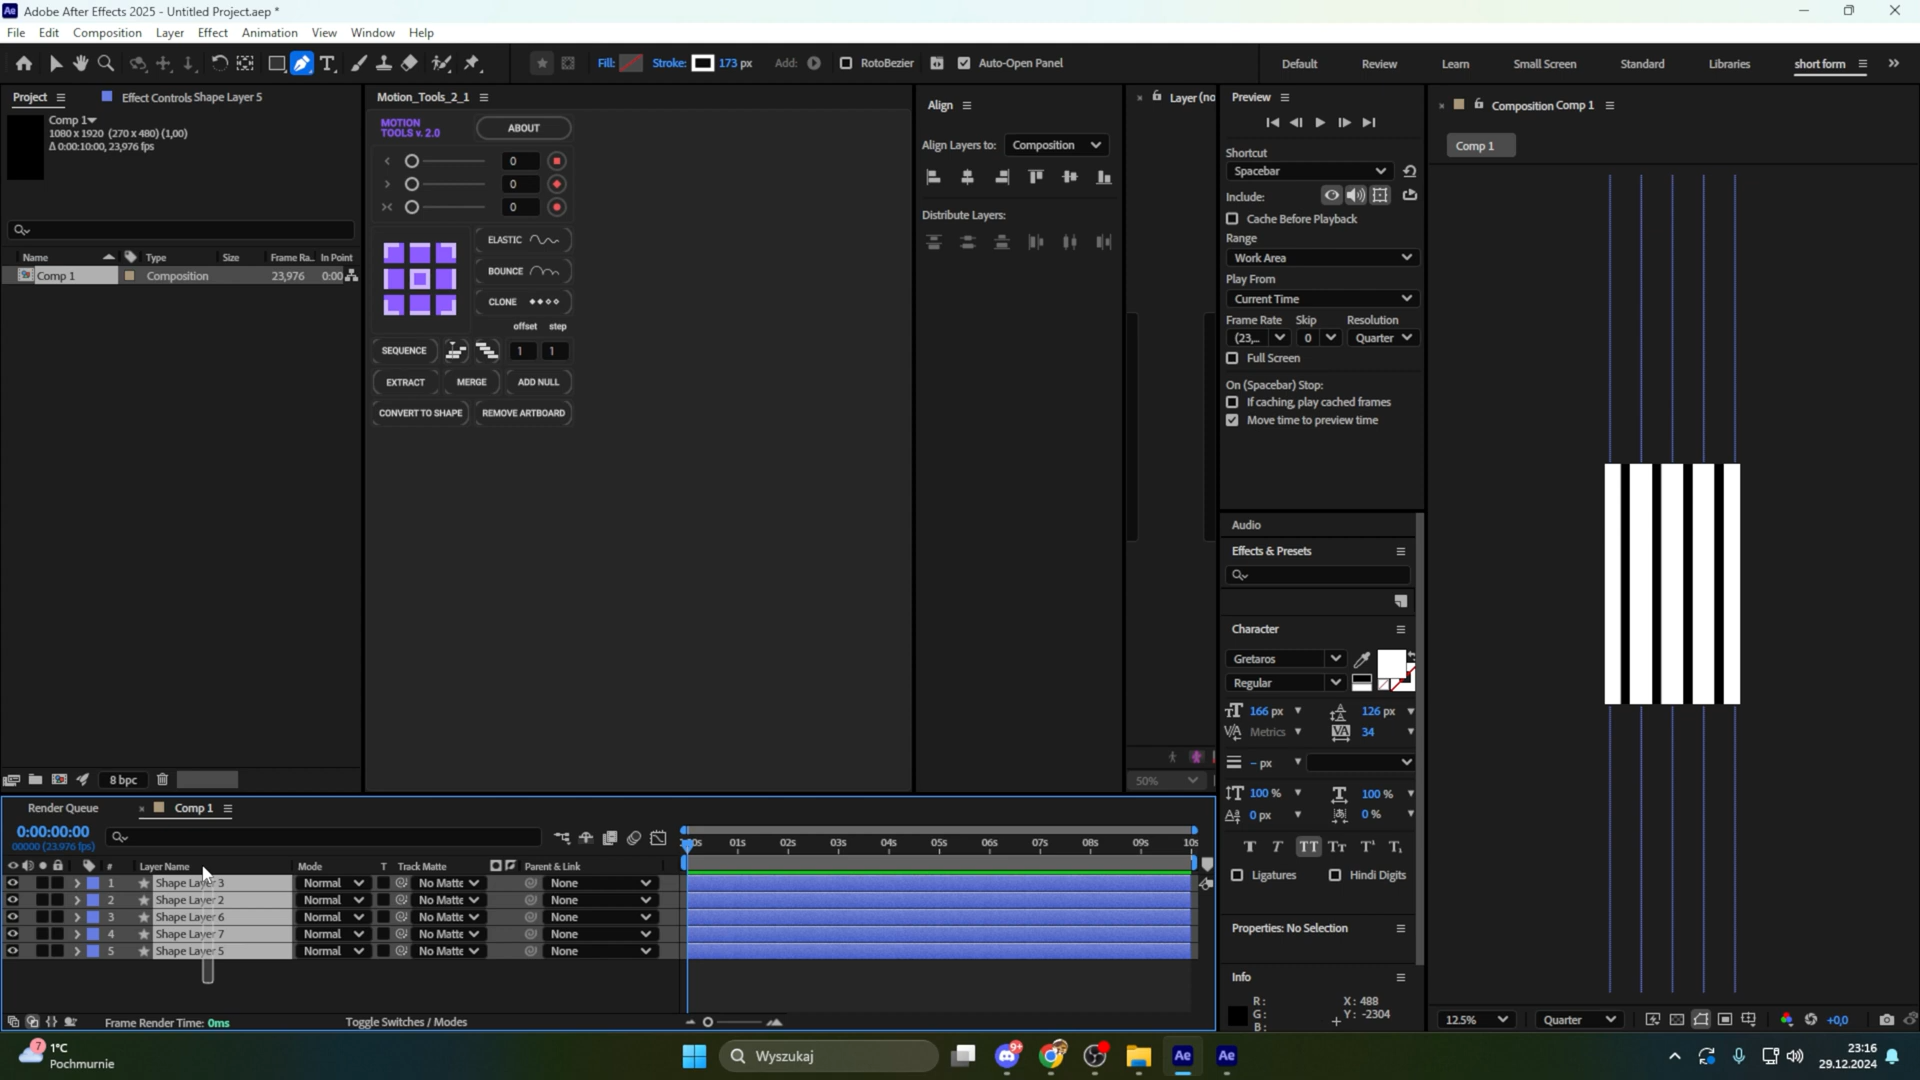 Adobe After Effects 2025 - Untitled Project.aep *
File Edit Composition Layer Effect Animation View Window Help
Fill: Stroke: 173 px Add: RotoBezier Auto-Open Panel
Default Review Learn Small Screen Standard Libraries short form
Project Effect Controls Shape Layer 5
Comp 1
1080 x 1920 (270 x 480) (1,00)
Δ 0:00:10:00, 23,976 fps
Name Type Size Frame Ra... In Point
Comp 1 Composition 23,976 0:00
8 bpc
Motion_Tools_2_1
MOTION
TOOLS v. 2.0
ABOUT
0
0
0
ELASTIC
BOUNCE
CLONE
offset step
SEQUENCE 1 1
EXTRACT MERGE ADD NULL
CONVERT TO SHAPE REMOVE ARTBOARD
Align
Align Layers to: Composition
Distribute Layers:
Layer (no
50%
Preview
Shortcut
Spacebar
Include:
Cache Before Playback
Range
Work Area
Play From
Current Time
Frame Rate Skip Resolution
(23,... 0 Quarter
Full Screen
On (Spacebar) Stop:
If caching, play cached frames
Move time to preview time
Audio
Effects & Presets
Character
Gretaros
Regular
166 px 126 px
Metrics 34
- px
100 % 100 %
0 px 0 %
Ligatures Hindi Digits
Properties: No Selection
Info
R: X: 488
G: Y: -2304
B:
Composition Comp 1
Comp 1
12.5% Quarter +0,0
Render Queue Comp 1
0:00:00:00
00000 (23.976 fps)
:00s 01s 02s 03s 04s 05s 06s 07s 08s 09s 10s
# Layer Name Mode T Track Matte Parent & Link
1 Shape Layer 3 Normal No Matte None
2 Shape Layer 2 Normal No Matte None
3 Shape Layer 6 Normal No Matte None
4 Shape Layer 7 Normal No Matte None
5 Shape Layer 5 Normal No Matte None
Frame Render Time: 0ms Toggle Switches / Modes
7
1°C
Pochmurnie
Wyszukaj
9+
Ae
Ae
23:16
29.12.2024